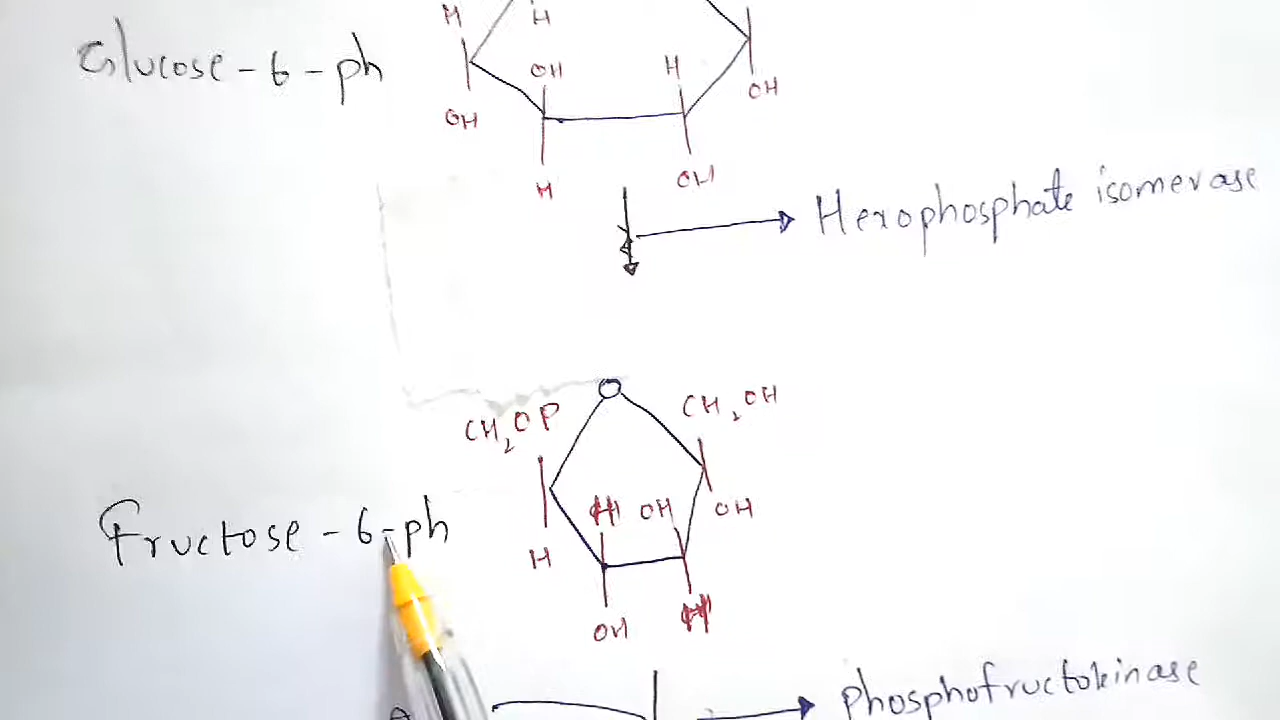 H H
Glucose - 6 - ph
OH H
OH
OH
H OH
Hexophosphate isomerase
O
CH2OP CH2OH
H OH OH
Fructose - 6 - ph
H
OH H
phosphofructokinase